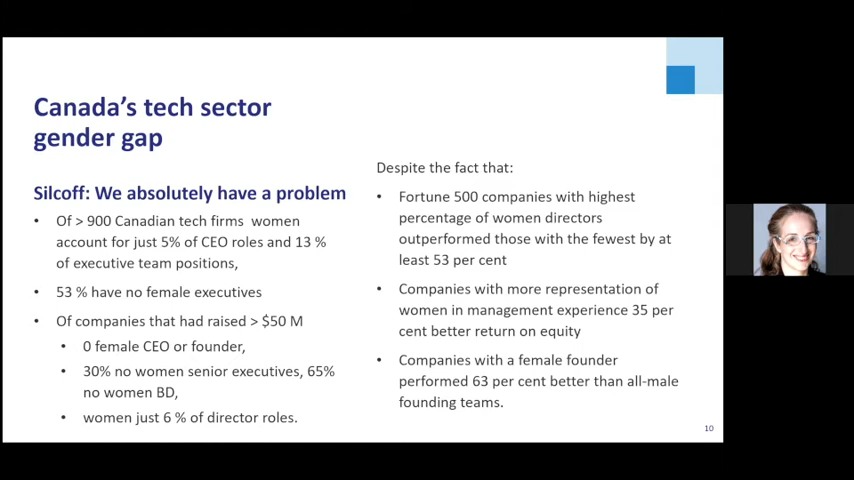 Canada's tech sector
gender gap
Silcoff: We absolutely have a problem
• Of > 900 Canadian tech firms women
account for just 5% of CEO roles and 13 %
of executive team positions,
• 53 % have no female executives
• Of companies that had raised > $50 M
• 0 female CEO or founder,
• 30% no women senior executives, 65%
no women BD,
• women just 6 % of director roles.
Despite the fact that:
• Fortune 500 companies with highest
percentage of women directors
outperformed those with the fewest by at
least 53 per cent
• Companies with more representation of
women in management experience 35 per
cent better return on equity
• Companies with a female founder
performed 63 per cent better than all-male
founding teams.
10